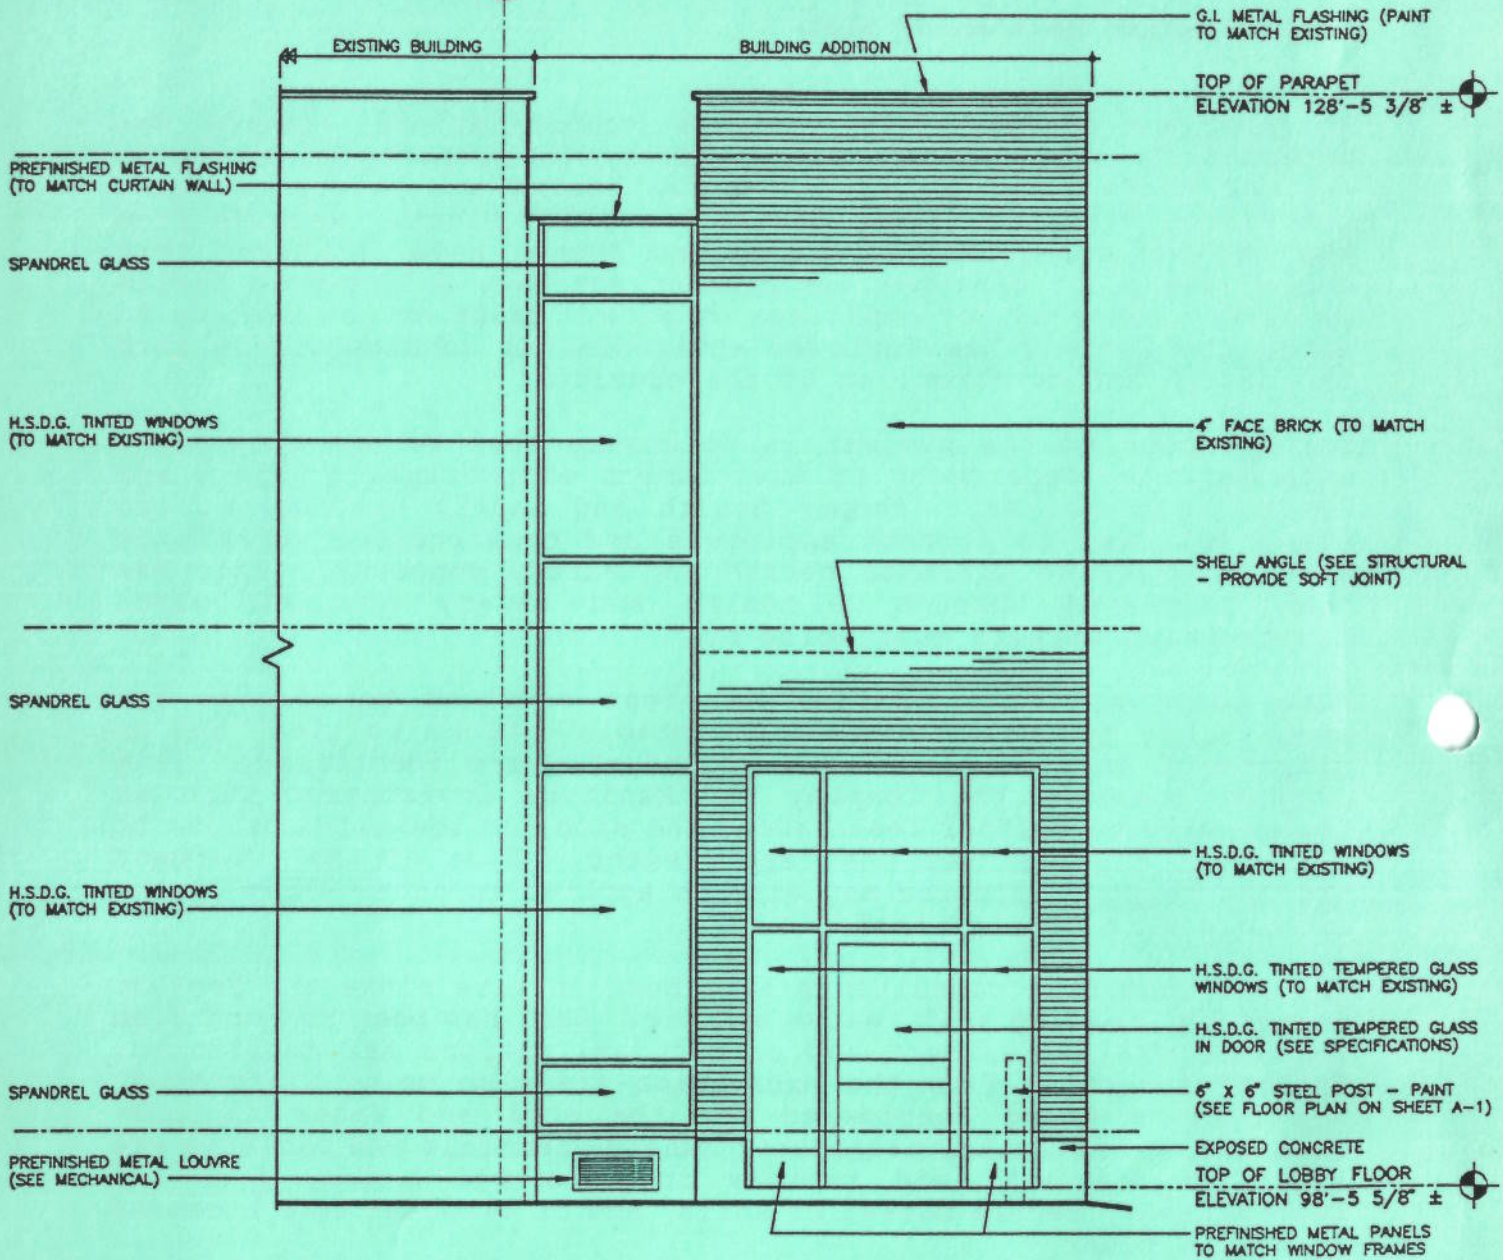 G.I. METAL FLASHING (PAINT
TO MATCH EXISTING)
EXISTING BUILDING
BUILDING ADDITION
TOP OF PARAPET
ELEVATION 128'-5 3/8" ±
PREFINISHED METAL FLASHING
(TO MATCH CURTAIN WALL)
SPANDREL GLASS
H.S.D.G. TINTED WINDOWS
(TO MATCH EXISTING)
4" FACE BRICK (TO MATCH
EXISTING)
SHELF ANGLE (SEE STRUCTURAL
- PROVIDE SOFT JOINT)
SPANDREL GLASS
H.S.D.G. TINTED WINDOWS
(TO MATCH EXISTING)
H.S.D.G. TINTED WINDOWS
(TO MATCH EXISTING)
H.S.D.G. TINTED TEMPERED GLASS
WINDOWS (TO MATCH EXISTING)
H.S.D.G. TINTED TEMPERED GLASS
IN DOOR (SEE SPECIFICATIONS)
SPANDREL GLASS
6" X 6" STEEL POST - PAINT
(SEE FLOOR PLAN ON SHEET A-1)
EXPOSED CONCRETE
PREFINISHED METAL LOUVRE
(SEE MECHANICAL)
TOP OF LOBBY FLOOR
ELEVATION 98'-5 5/8" ±
PREFINISHED METAL PANELS
TO MATCH WINDOW FRAMES